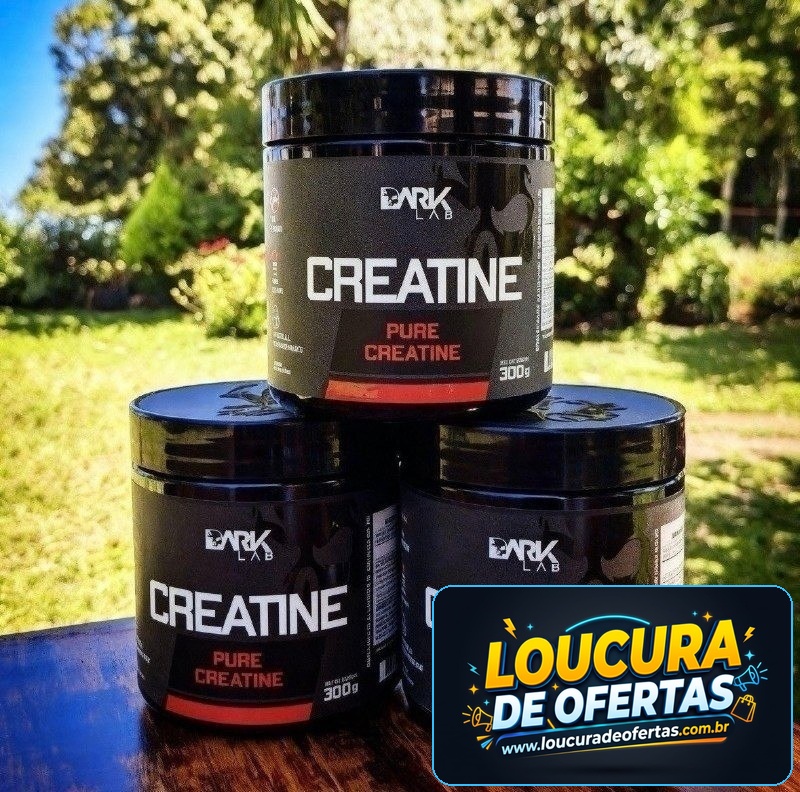 DARK
LAB
CREATINE
PURE
CREATINE
300g
DARK
LAB
CREATINE
PURE
CREATINE
300g
DARK
LAB
LOUCURA
DE OFERTAS
www.loucuradeofertas.com.br